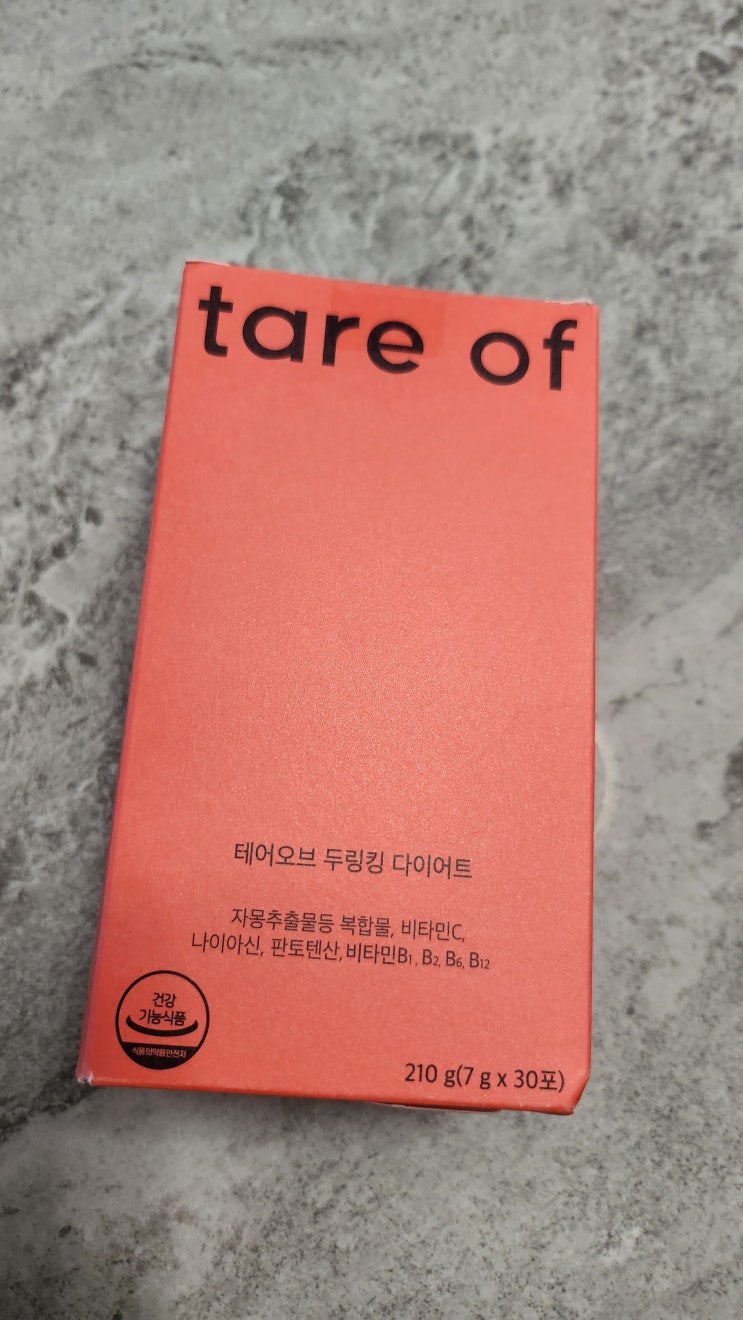 tare of
테어오브 두링킹 다이어트
자몽추출물등 복합물, 비타민C,
나이아신, 판토텐산, 비타민B₁, B₂, B₆, B₁₂
건강
기능식품
식품의약품안전처
210 g(7 g x 30포)